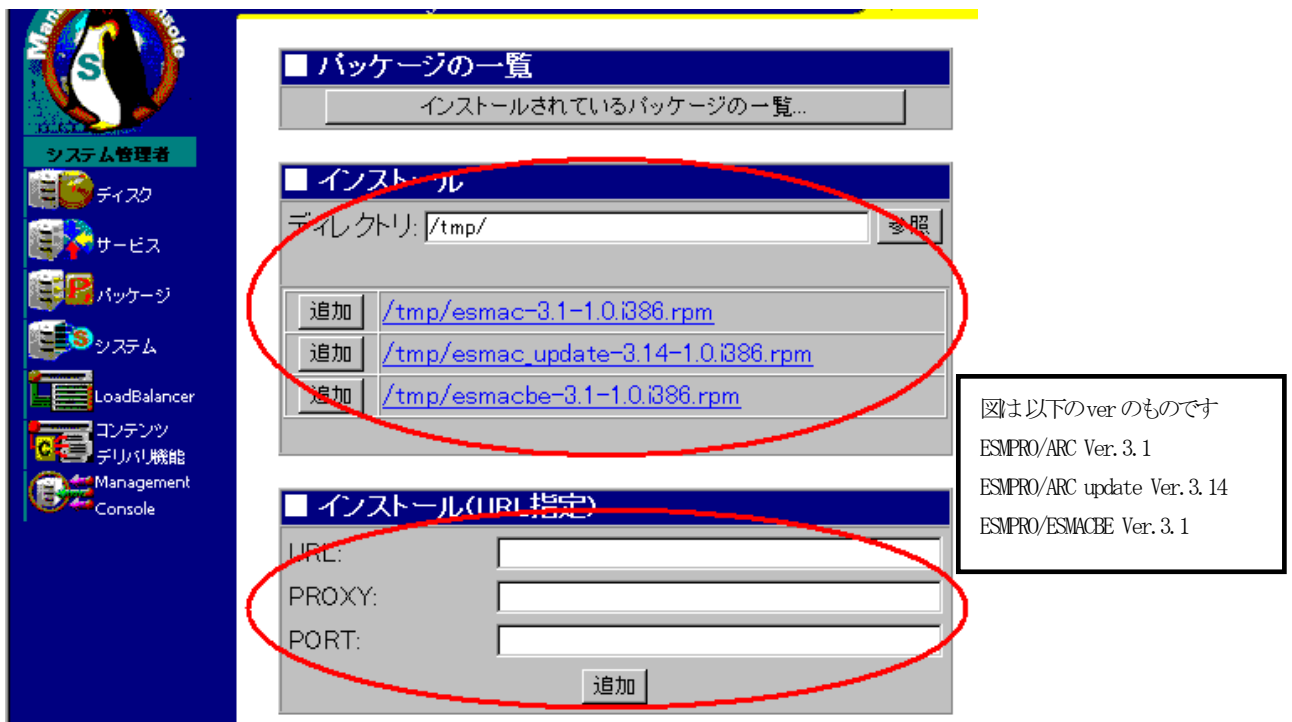 システム管理者
ディスク
サービス
パッケージ
システム
LoadBalancer
コンテンツ
デリバリ機能
Management
Console
■ パッケージの一覧
インストールされているパッケージの一覧...
■ インストール
ディレクトリ: /tmp/ 参照
追加 /tmp/esmac-3.1-1.0.i386.rpm
追加 /tmp/esmac_update-3.14-1.0.i386.rpm
追加 /tmp/esmacbe-3.1-1.0.i386.rpm
■ インストール(URL指定)
URL:
PROXY:
PORT:
追加
図は以下のverのものです
ESMPRO/ARC Ver.3.1
ESMPRO/ARC update Ver.3.14
ESMPRO/ESMACBE Ver.3.1